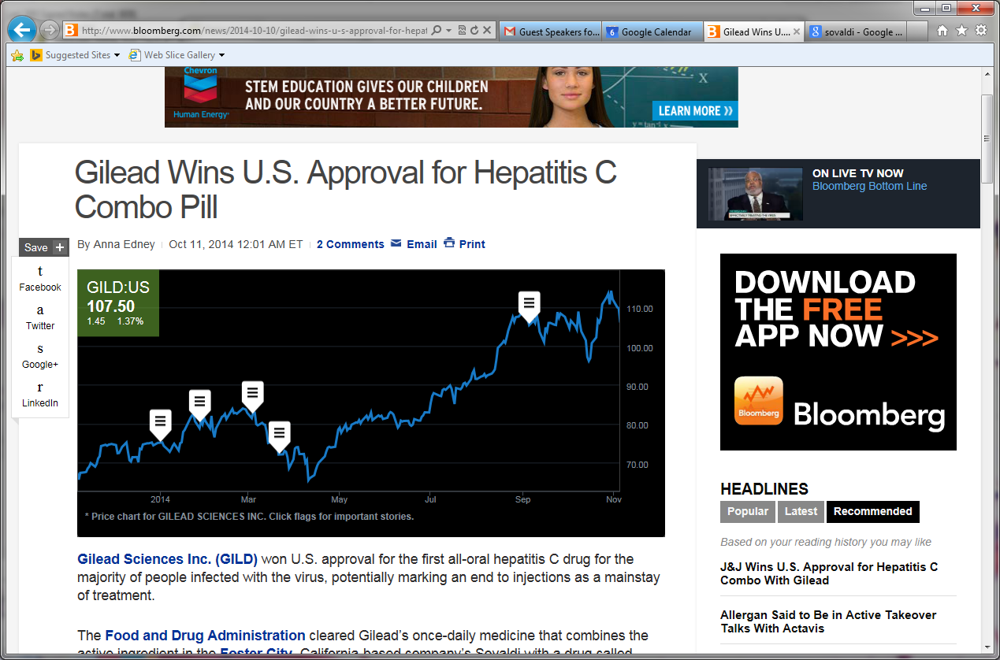 http://www.bloomberg.com/news/2014-10-10/gilead-wins-u-s-approval-for-hepat
Guest Speakers fo...
6 Google Calendar
Gilead Wins U....
sovaldi - Google ...
Suggested Sites
Web Slice Gallery
Chevron
Human Energy
STEM EDUCATION GIVES OUR CHILDREN
AND OUR COUNTRY A BETTER FUTURE.
X
LEARN MORE
Gilead Wins U.S. Approval for Hepatitis C
Combo Pill
By Anna Edney Oct 11, 2014 12:01 AM ET 2 Comments Email Print
Save +
t
Facebook
a
Twitter
s
Google+
r
LinkedIn
GILD:US
107.50
1.45 1.37%
110.00
100.00
90.00
80.00
70.00
2014 Mar May Jul Sep Nov
* Price chart for GILEAD SCIENCES INC. Click flags for important stories.
Gilead Sciences Inc. (GILD) won U.S. approval for the first all-oral hepatitis C drug for the
majority of people infected with the virus, potentially marking an end to injections as a mainstay
of treatment.
The Food and Drug Administration cleared Gilead’s once-daily medicine that combines the
active ingredient in the Foster City, California-based company’s Sovaldi with a drug called
ON LIVE TV NOW
Bloomberg Bottom Line
DOWNLOAD
THE FREE
APP NOW >>>
Bloomberg
Bloomberg
HEADLINES
Popular Latest Recommended
Based on your reading history you may like
J&J Wins U.S. Approval for Hepatitis C
Combo With Gilead
Allergan Said to Be in Active Takeover
Talks With Actavis